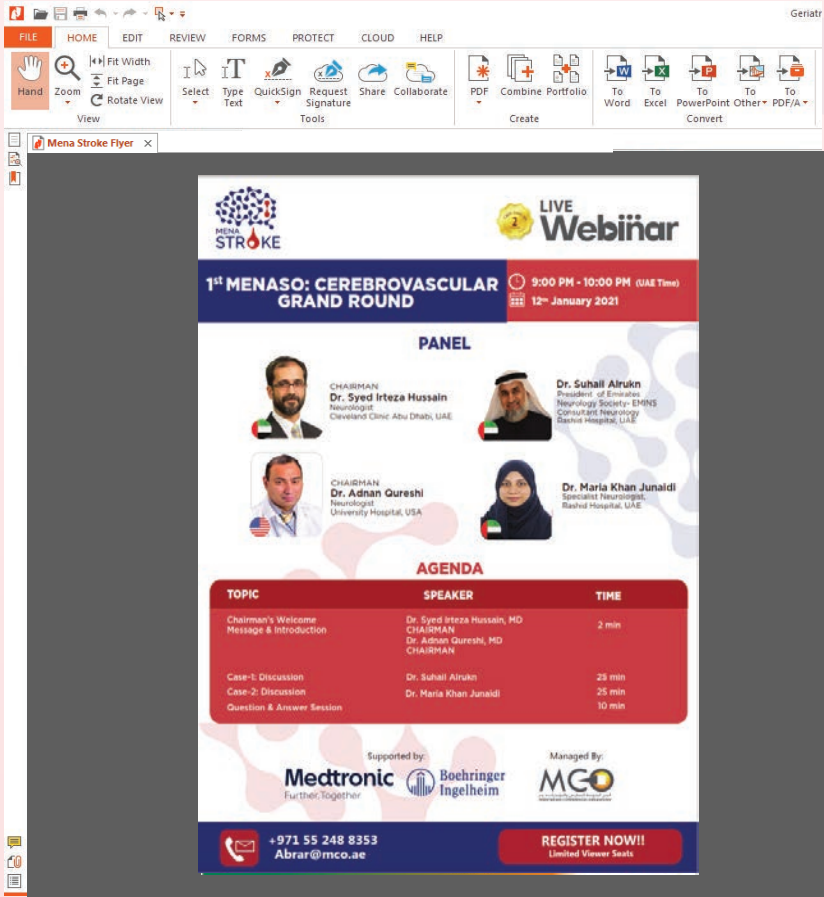 Geriatr
FILE HOME EDIT REVIEW FORMS PROTECT CLOUD HELP
Hand
Zoom
Fit Width
Fit Page
Rotate View
View
Select
Type Text
QuickSign
Request Signature
Share
Collaborate
Tools
PDF
Combine
Portfolio
Create
To Word
To Excel
To PowerPoint
To Other
To PDF/A
Convert
Mena Stroke Flyer
MENA
STROKE
LIVE
Webinar
1st MENASO: CEREBROVASCULAR
GRAND ROUND
9:00 PM - 10:00 PM (UAE Time)
12th January 2021
PANEL
CHAIRMAN
Dr. Syed Irteza Hussain
Neurologist
Cleveland Clinic Abu Dhabi, UAE
Dr. Suhail Alrukn
President of Emirates
Neurology Society- EMINS
Consultant Neurology
Rashid Hospital, UAE
CHAIRMAN
Dr. Adnan Qureshi
Neurologist
University Hospital, USA
Dr. Maria Khan Junaidi
Specialist Neurologist,
Rashid Hospital, UAE
AGENDA
TOPIC SPEAKER TIME
Chairman's Welcome
Message & Introduction
Dr. Syed Irteza Hussain, MD
CHAIRMAN
Dr. Adnan Qureshi, MD
CHAIRMAN
2 min
Case-1: Discussion Dr. Suhail Alrukn 25 min
Case-2: Discussion Dr. Maria Khan Junaidi 25 min
Question & Answer Session 10 min
Supported by:
Medtronic
Further, Together
Boehringer
Ingelheim
Managed By:
MCO
+971 55 248 8353
Abrar@mco.ae
REGISTER NOW!!
Limited Viewer Seats